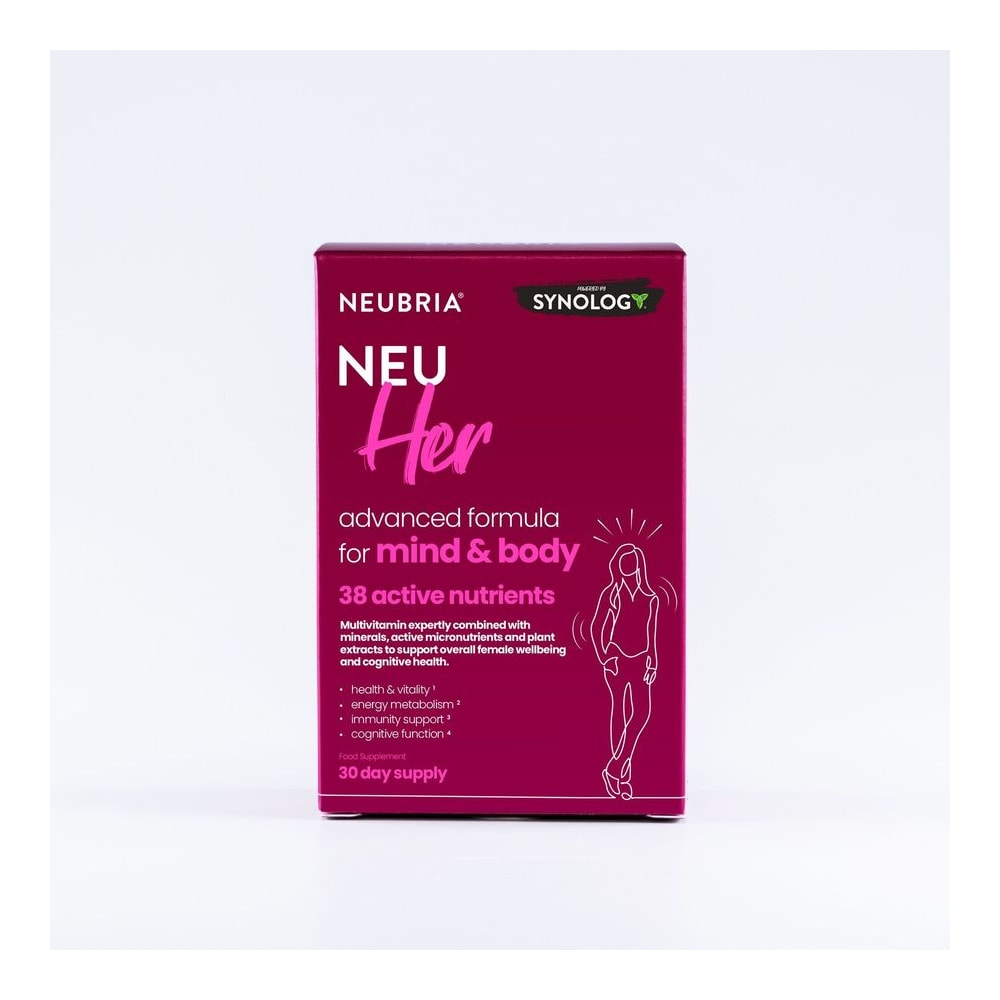 NEUBRIA®
POWERED BY
SYNOLOGY
NEU
Her
advanced formula
for mind & body
38 active nutrients
Multivitamin expertly combined with
minerals, active micronutrients and plant
extracts to support overall female wellbeing
and cognitive health.
• health & vitality ¹
• energy metabolism ²
• immunity support ³
• cognitive function ⁴
Food Supplement
30 day supply